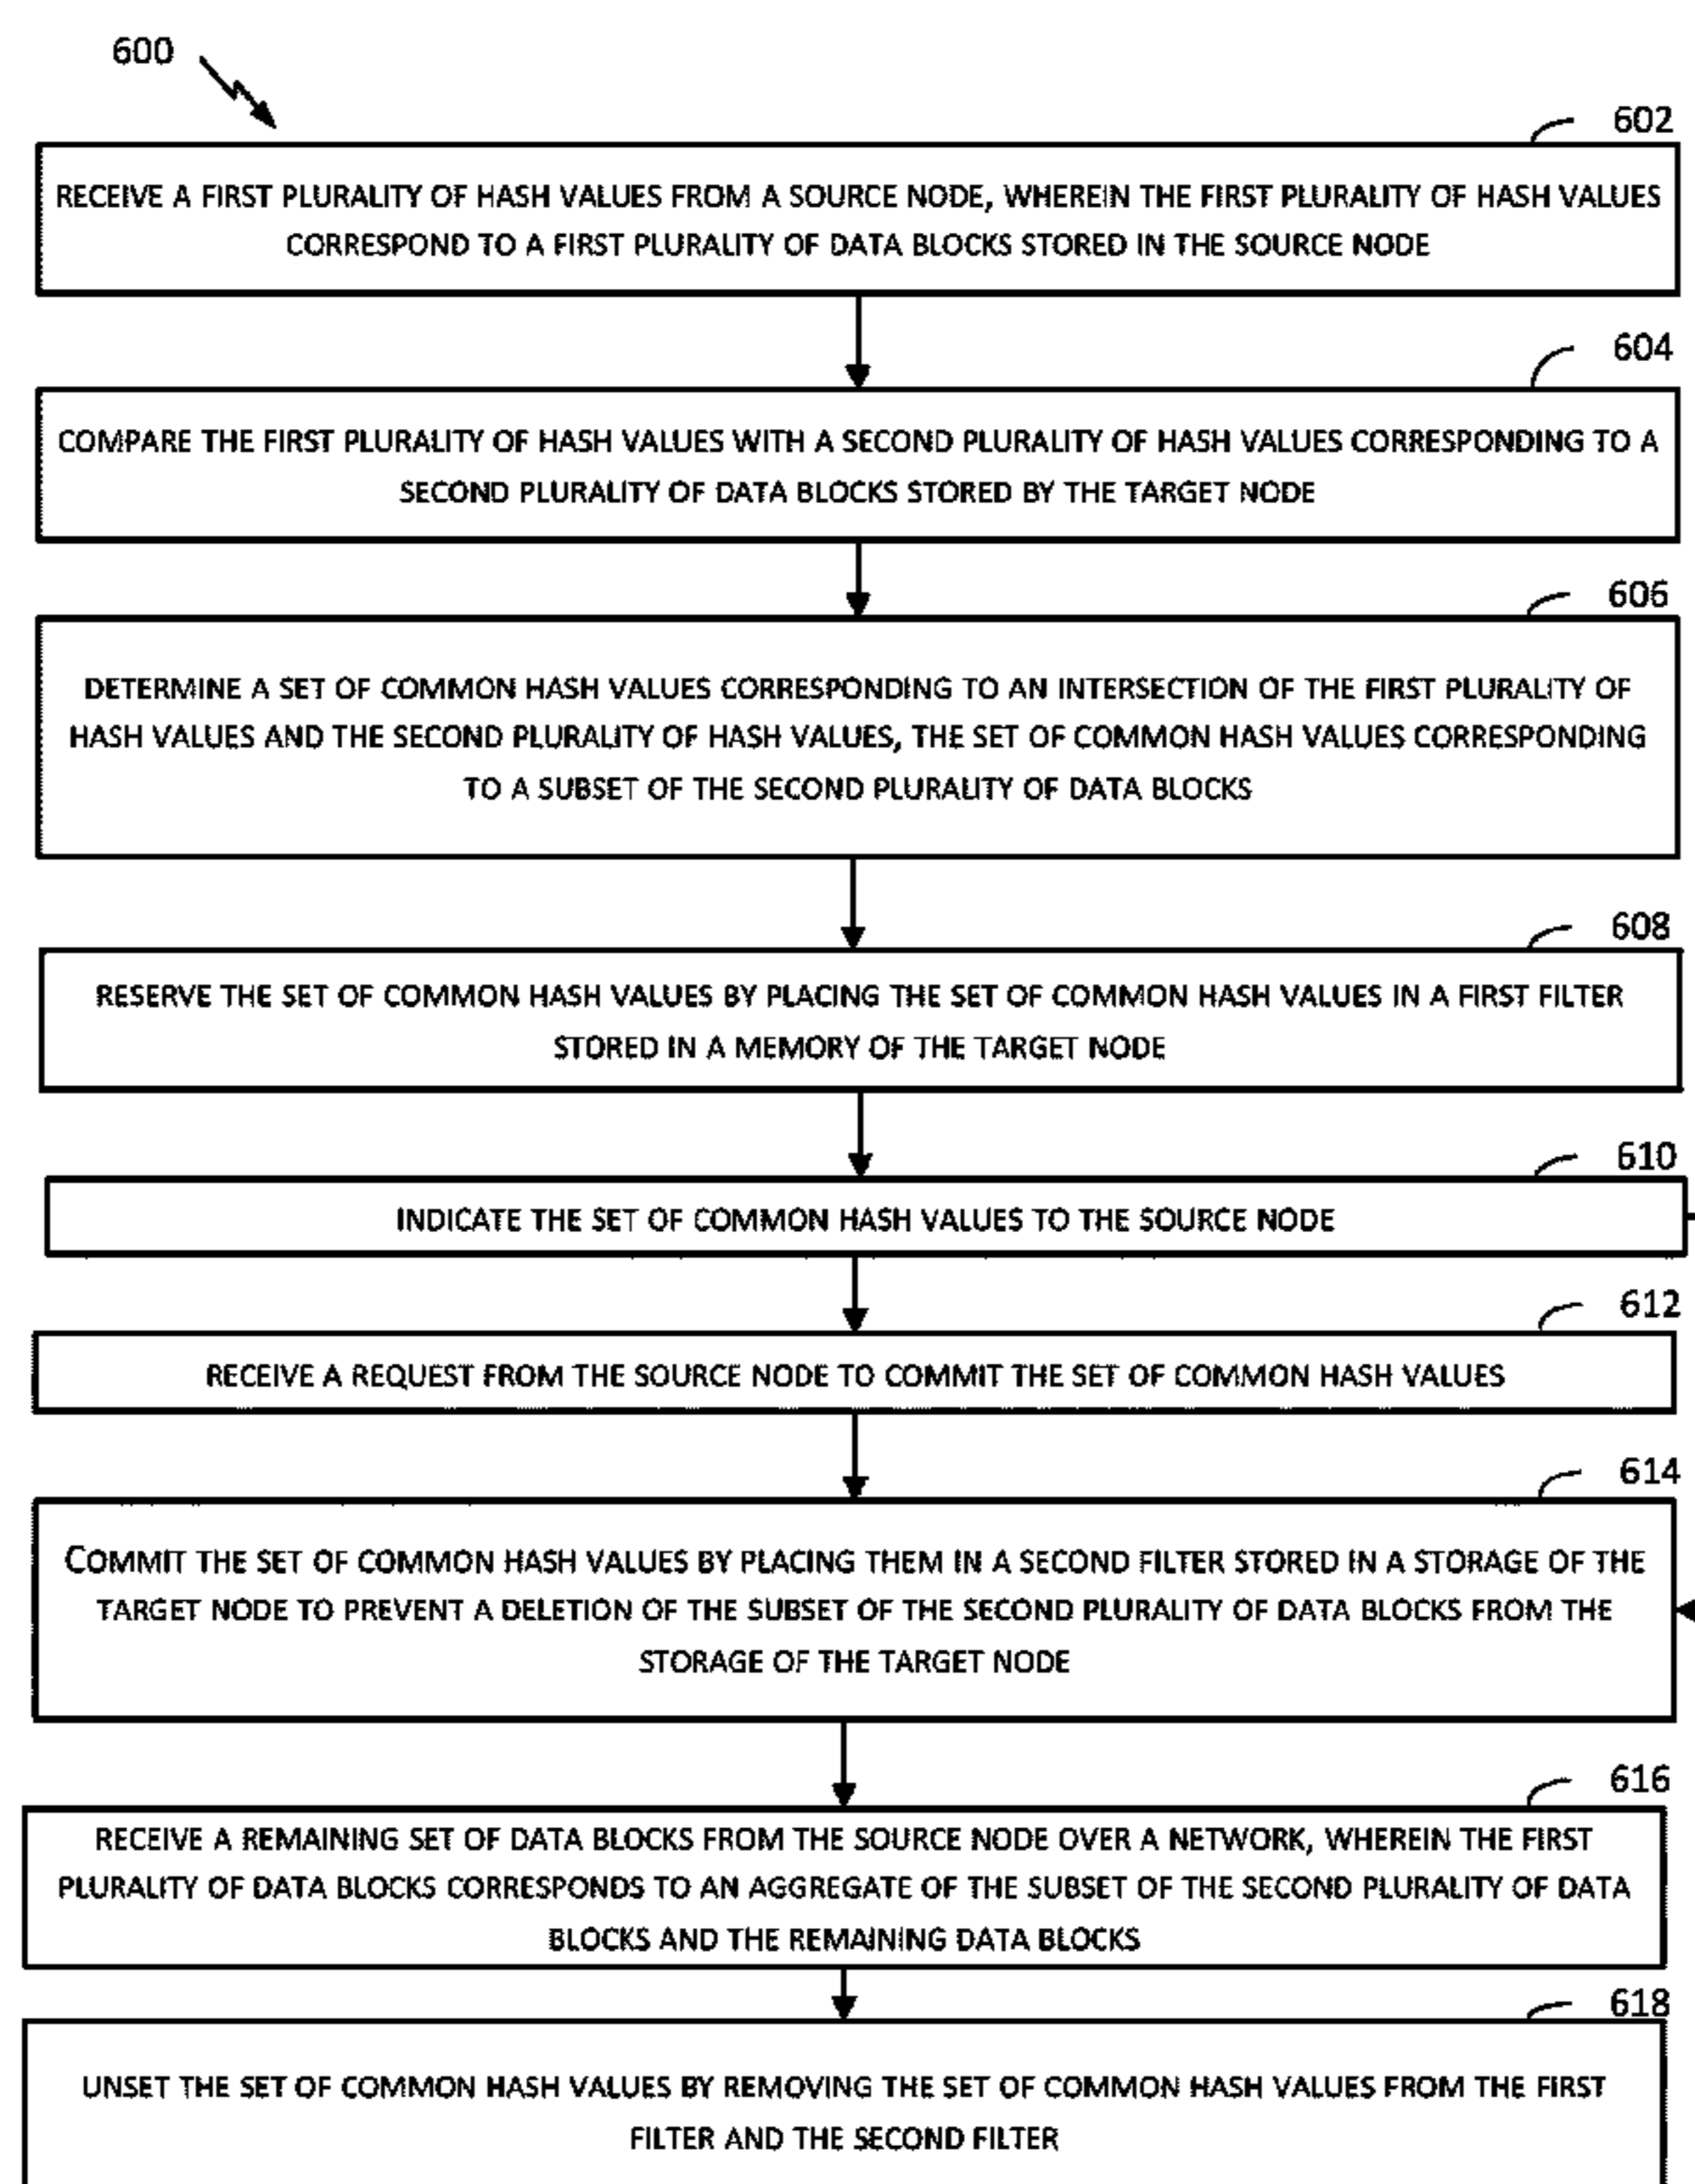 600
602
RECEIVE A FIRST PLURALITY OF HASH VALUES FROM A SOURCE NODE, WHEREIN THE FIRST PLURALITY OF HASH VALUES
CORRESPOND TO A FIRST PLURALITY OF DATA BLOCKS STORED IN THE SOURCE NODE
604
COMPARE THE FIRST PLURALITY OF HASH VALUES WITH A SECOND PLURALITY OF HASH VALUES CORRESPONDING TO A
SECOND PLURALITY OF DATA BLOCKS STORED BY THE TARGET NODE
606
DETERMINE A SET OF COMMON HASH VALUES CORRESPONDING TO AN INTERSECTION OF THE FIRST PLURALITY OF
HASH VALUES AND THE SECOND PLURALITY OF HASH VALUES, THE SET OF COMMON HASH VALUES CORRESPONDING
TO A SUBSET OF THE SECOND PLURALITY OF DATA BLOCKS
608
RESERVE THE SET OF COMMON HASH VALUES BY PLACING THE SET OF COMMON HASH VALUES IN A FIRST FILTER
STORED IN A MEMORY OF THE TARGET NODE
610
INDICATE THE SET OF COMMON HASH VALUES TO THE SOURCE NODE
612
RECEIVE A REQUEST FROM THE SOURCE NODE TO COMMIT THE SET OF COMMON HASH VALUES
614
COMMIT THE SET OF COMMON HASH VALUES BY PLACING THEM IN A SECOND FILTER STORED IN A STORAGE OF THE
TARGET NODE TO PREVENT A DELETION OF THE SUBSET OF THE SECOND PLURALITY OF DATA BLOCKS FROM THE
STORAGE OF THE TARGET NODE
616
RECEIVE A REMAINING SET OF DATA BLOCKS FROM THE SOURCE NODE OVER A NETWORK, WHEREIN THE FIRST
PLURALITY OF DATA BLOCKS CORRESPONDS TO AN AGGREGATE OF THE SUBSET OF THE SECOND PLURALITY OF DATA
BLOCKS AND THE REMAINING DATA BLOCKS
618
UNSET THE SET OF COMMON HASH VALUES BY REMOVING THE SET OF COMMON HASH VALUES FROM THE FIRST
FILTER AND THE SECOND FILTER